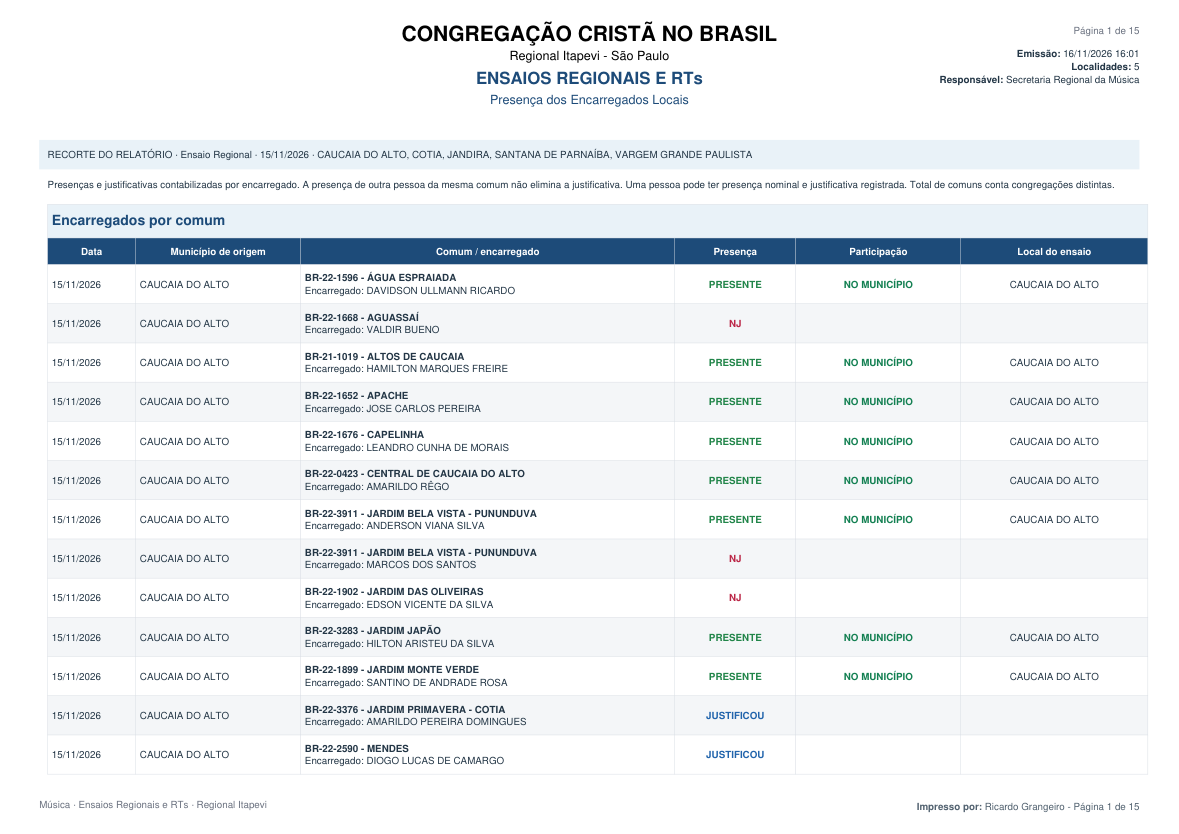 CONGREGAÇÃO CRISTÃ NO BRASIL
Regional Itapevi - São Paulo
ENSAIOS REGIONAIS E RTs
Presença dos Encarregados Locais
Página 1 de 15
Emissão: 16/11/2026 16:01
Localidades: 5
Responsável: Secretaria Regional da Música
RECORTE DO RELATÓRIO · Ensaio Regional · 15/11/2026 · CAUCAIA DO ALTO, COTIA, JANDIRA, SANTANA DE PARNAÍBA, VARGEM GRANDE PAULISTA
Presenças e justificativas contabilizadas por encarregado. A presença de outra pessoa da mesma comum não elimina a justificativa. Uma pessoa pode ter presença nominal e justificativa registrada. Total de comuns conta congregações distintas.
Encarregados por comum
Data Município de origem Comum / encarregado Presença Participação Local do ensaio
BR-22-1596 - ÁGUA ESPRAIADA
15/11/2026 CAUCAIA DO ALTO PRESENTE NO MUNICÍPIO CAUCAIA DO ALTO
Encarregado: DAVIDSON ULLMANN RICARDO
BR-22-1668 - AGUASSAÍ
15/11/2026 CAUCAIA DO ALTO NJ
Encarregado: VALDIR BUENO
BR-21-1019 - ALTOS DE CAUCAIA
15/11/2026 CAUCAIA DO ALTO PRESENTE NO MUNICÍPIO CAUCAIA DO ALTO
Encarregado: HAMILTON MARQUES FREIRE
BR-22-1652 - APACHE
15/11/2026 CAUCAIA DO ALTO PRESENTE NO MUNICÍPIO CAUCAIA DO ALTO
Encarregado: JOSE CARLOS PEREIRA
BR-22-1676 - CAPELINHA
15/11/2026 CAUCAIA DO ALTO PRESENTE NO MUNICÍPIO CAUCAIA DO ALTO
Encarregado: LEANDRO CUNHA DE MORAIS
BR-22-0423 - CENTRAL DE CAUCAIA DO ALTO
15/11/2026 CAUCAIA DO ALTO PRESENTE NO MUNICÍPIO CAUCAIA DO ALTO
Encarregado: AMARILDO RÊGO
BR-22-3911 - JARDIM BELA VISTA - PUNUNDUVA
15/11/2026 CAUCAIA DO ALTO PRESENTE NO MUNICÍPIO CAUCAIA DO ALTO
Encarregado: ANDERSON VIANA SILVA
BR-22-3911 - JARDIM BELA VISTA - PUNUNDUVA
15/11/2026 CAUCAIA DO ALTO NJ
Encarregado: MARCOS DOS SANTOS
BR-22-1902 - JARDIM DAS OLIVEIRAS
15/11/2026 CAUCAIA DO ALTO NJ
Encarregado: EDSON VICENTE DA SILVA
BR-22-3283 - JARDIM JAPÃO
15/11/2026 CAUCAIA DO ALTO PRESENTE NO MUNICÍPIO CAUCAIA DO ALTO
Encarregado: HILTON ARISTEU DA SILVA
BR-22-1899 - JARDIM MONTE VERDE
15/11/2026 CAUCAIA DO ALTO PRESENTE NO MUNICÍPIO CAUCAIA DO ALTO
Encarregado: SANTINO DE ANDRADE ROSA
BR-22-3376 - JARDIM PRIMAVERA - COTIA
15/11/2026 CAUCAIA DO ALTO JUSTIFICOU
Encarregado: AMARILDO PEREIRA DOMINGUES
BR-22-2590 - MENDES
15/11/2026 CAUCAIA DO ALTO JUSTIFICOU
Encarregado: DIOGO LUCAS DE CAMARGO
Música · Ensaios Regionais e RTs · Regional Itapevi
Impresso por: Ricardo Grangeiro - Página 1 de 15